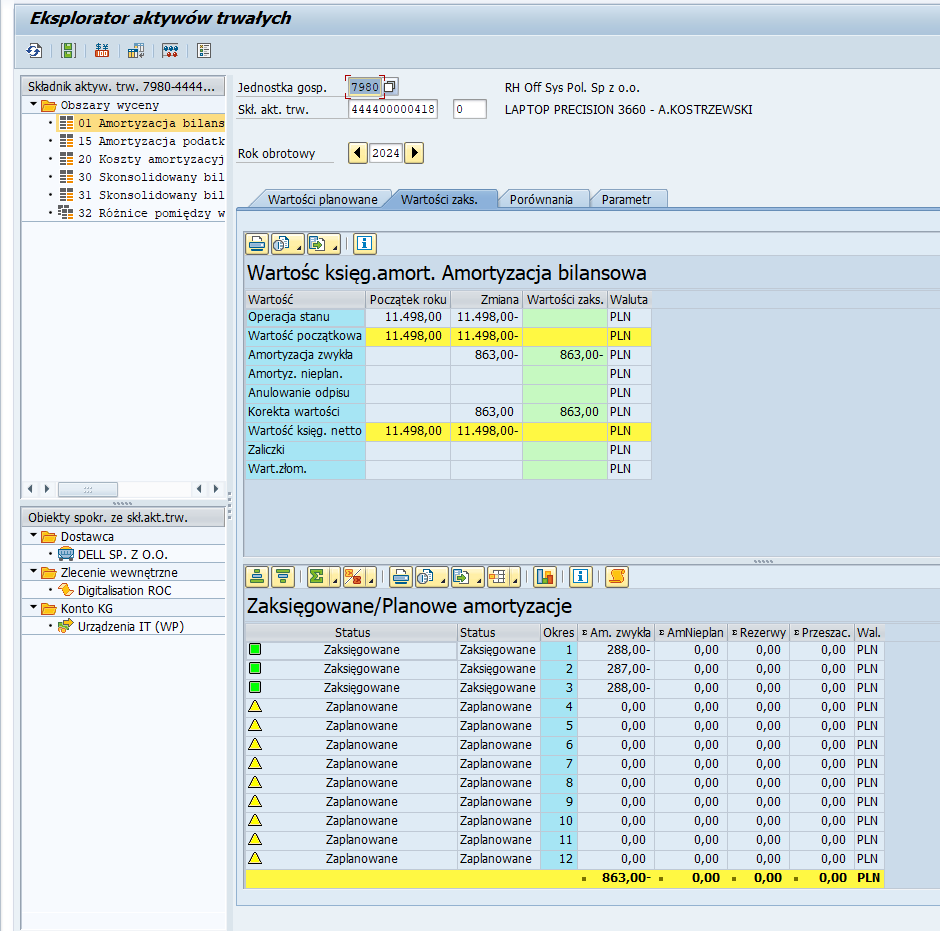 Eksplorator aktywów trwałych
Składnik aktyw. trw. 7980-4444...
Obszary wyceny
01 Amortyzacja bilans
15 Amortyzacja podatk
20 Koszty amortyzacyj
30 Skonsolidowany bil
31 Skonsolidowany bil
32 Różnice pomiędzy w
Obiekty spokr. ze skł.akt.trw.
Dostawca
DELL SP. Z O.O.
Zlecenie wewnętrzne
Digitalisation ROC
Konto KG
Urządzenia IT (WP)
Jednostka gosp. 7980 RH Off Sys Pol. Sp z o.o.
Skł. akt. trw. 444400000418 0 LAPTOP PRECISION 3660 - A.KOSTRZEWSKI
Rok obrotowy 2024
Wartości planowane Wartości zaks. Porównania Parametr
Wartośc księg.amort. Amortyzacja bilansowa
Wartość Początek roku Zmiana Wartości zaks. Waluta
Operacja stanu 11.498,00 11.498,00- PLN
Wartość początkowa 11.498,00 11.498,00- PLN
Amortyzacja zwykła 863,00- 863,00- PLN
Amortyz. nieplan. PLN
Anulowanie odpisu PLN
Korekta wartości 863,00 863,00 PLN
Wartość księg. netto 11.498,00 11.498,00- PLN
Zaliczki PLN
Wart.złom. PLN
Zaksięgowane/Planowe amortyzacje
Status Status Okres Σ Am. zwykła Σ AmNieplan Σ Rezerwy Σ Przeszac. Wal.
Zaksięgowane Zaksięgowane 1 288,00- 0,00 0,00 0,00 PLN
Zaksięgowane Zaksięgowane 2 287,00- 0,00 0,00 0,00 PLN
Zaksięgowane Zaksięgowane 3 288,00- 0,00 0,00 0,00 PLN
Zaplanowane Zaplanowane 4 0,00 0,00 0,00 0,00 PLN
Zaplanowane Zaplanowane 5 0,00 0,00 0,00 0,00 PLN
Zaplanowane Zaplanowane 6 0,00 0,00 0,00 0,00 PLN
Zaplanowane Zaplanowane 7 0,00 0,00 0,00 0,00 PLN
Zaplanowane Zaplanowane 8 0,00 0,00 0,00 0,00 PLN
Zaplanowane Zaplanowane 9 0,00 0,00 0,00 0,00 PLN
Zaplanowane Zaplanowane 10 0,00 0,00 0,00 0,00 PLN
Zaplanowane Zaplanowane 11 0,00 0,00 0,00 0,00 PLN
Zaplanowane Zaplanowane 12 0,00 0,00 0,00 0,00 PLN
863,00- 0,00 0,00 0,00 PLN